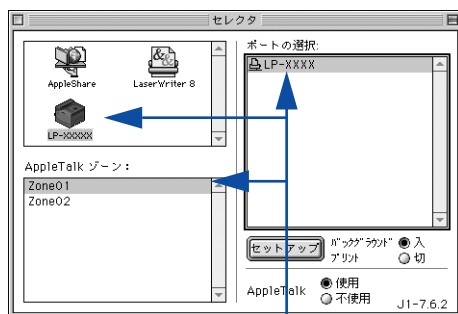 セレクタ
AppleShare
LaserWriter 8
LP-XXXXX
AppleTalk ゾーン：
Zone01
Zone02
ポートの選択:
LP-XXXX
セットアップ
バックグラウンド
プリント
入
切
AppleTalk
使用
不使用
J1-7.6.2